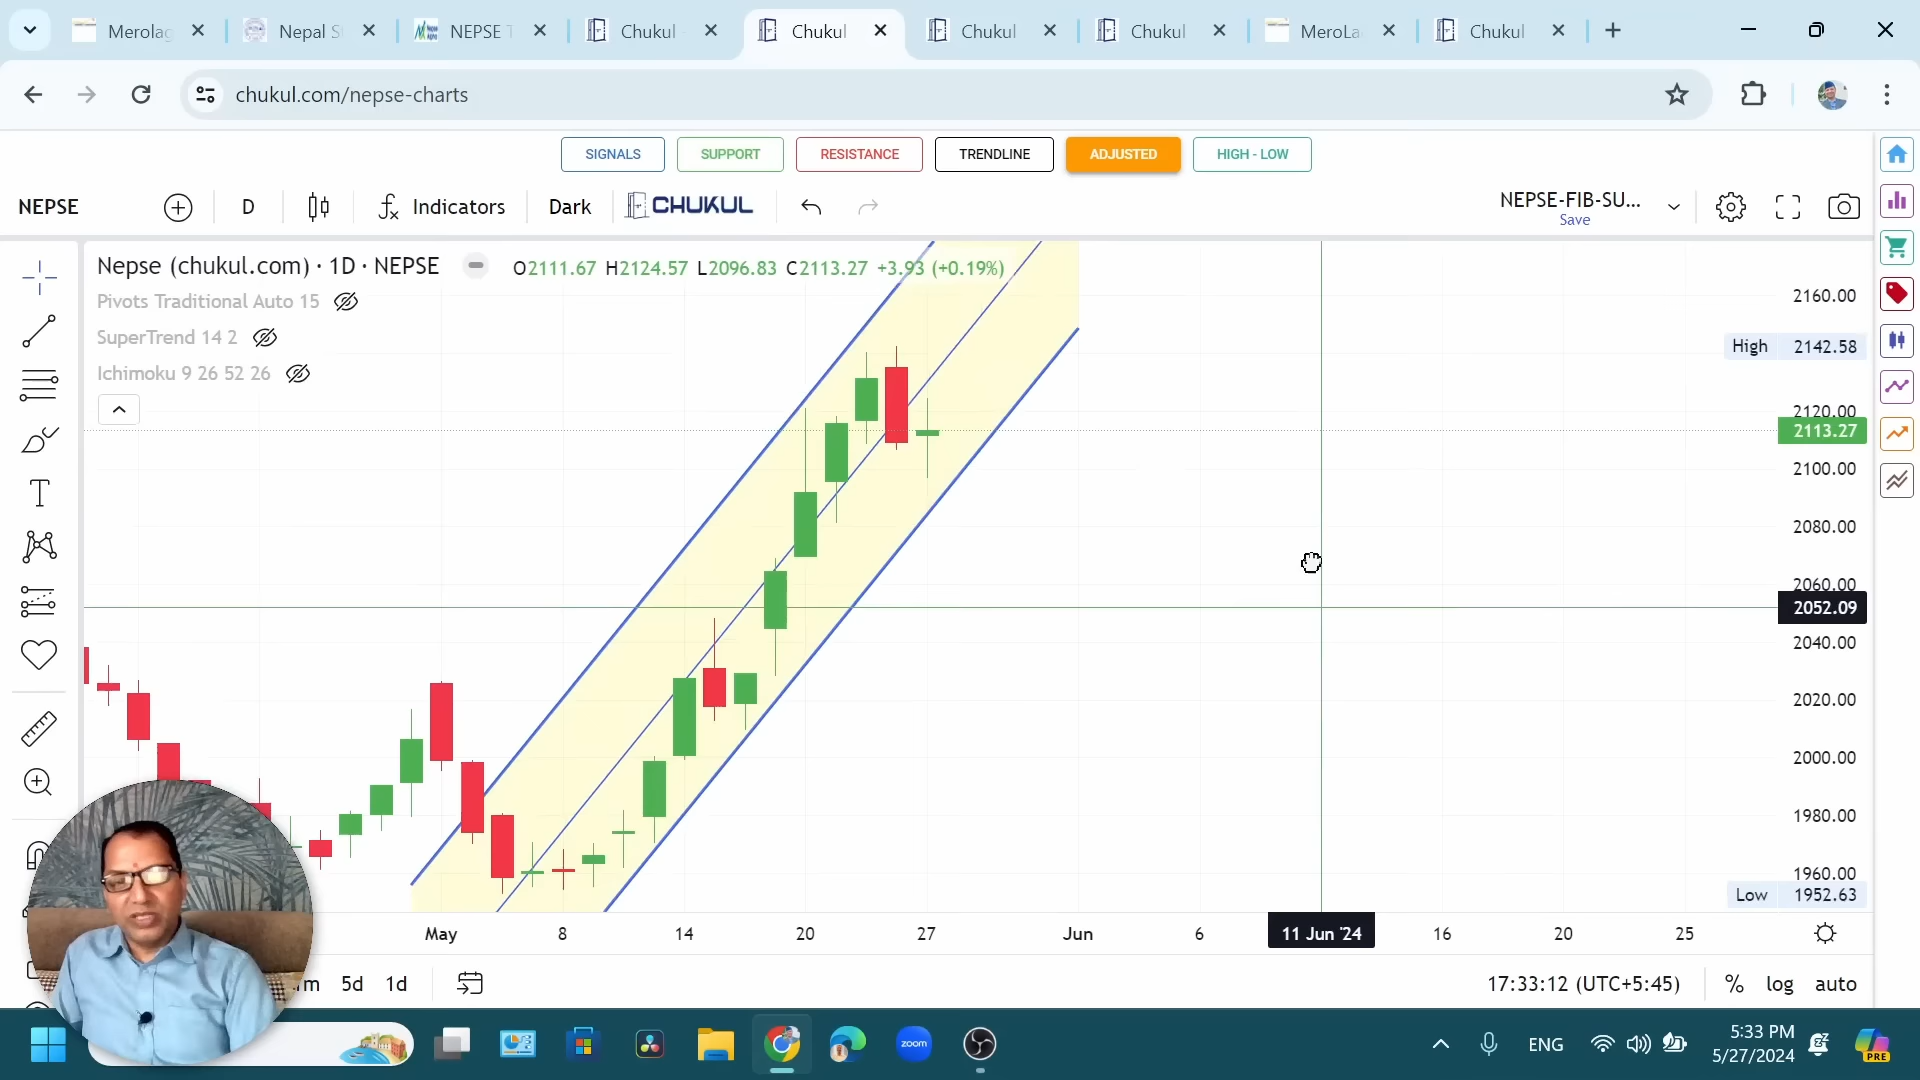 Merolag
Nepal S
NEPSE T
Chukul
Chukul
Chukul
Chukul
MeroLa
Chukul
chukul.com/nepse-charts
SIGNALS
SUPPORT
RESISTANCE
TRENDLINE
ADJUSTED
HIGH - LOW
NEPSE
D
Indicators
Dark
CHUKUL
NEPSE-FIB-SU...
Save
Nepse (chukul.com) · 1D · NEPSE
O2111.67 H2124.57 L2096.83 C2113.27 +3.93 (+0.19%)
Pivots Traditional Auto 15
SuperTrend 14 2
Ichimoku 9 26 52 26
2160.00
High 2142.58
2120.00
2113.27
2100.00
2080.00
2060.00
2052.09
2040.00
2020.00
2000.00
1980.00
1960.00
Low 1952.63
May 8 14 20 27 Jun 6 11 Jun '24 16 20 25
m 5d 1d
17:33:12 (UTC+5:45) % log auto
zoom
ENG
5:33 PM
5/27/2024
PRE